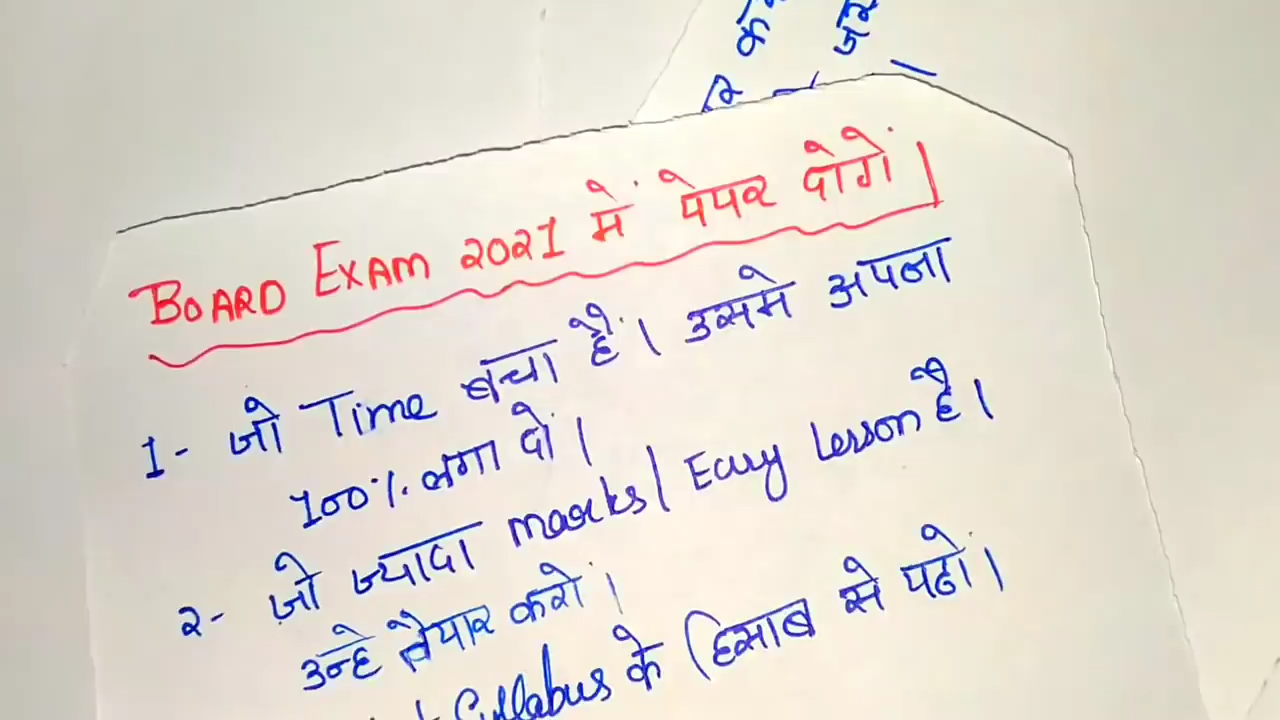 BOARD EXAM 2021 में पेपर दोगें।
1- जो Time बचा है। उसमे अपना
100% लगा दो।
2- जो ज्यादा marks/Easy lesson है।
उन्हे तैयार करो।
Syllabus के हिसाब से पढो।